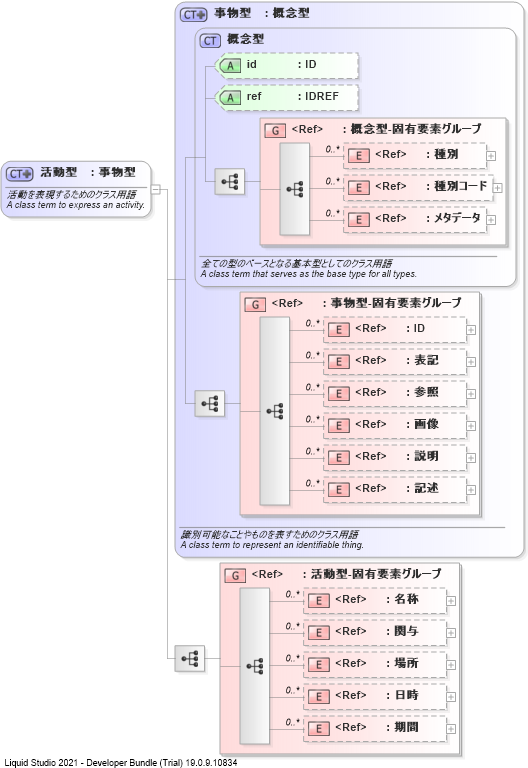 CT 事物型 : 概念型
CT 概念型
A id : ID
A ref : IDREF
G <Ref> : 概念型-固有要素グループ
0..*
E <Ref> : 種別
0..*
E <Ref> : 種別コード
0..*
E <Ref> : メタデータ
全ての型のベースとなる基本型としてのクラス用語
A class term that serves as the base type for all types.
CT 活動型 : 事物型
活動を表現するためのクラス用語
A class term to express an activity.
G <Ref> : 事物型-固有要素グループ
0..*
E <Ref> : ID
0..*
E <Ref> : 表記
0..*
E <Ref> : 参照
0..*
E <Ref> : 画像
0..*
E <Ref> : 説明
0..*
E <Ref> : 記述
識別可能なことやものを表すためのクラス用語
A class term to represent an identifiable thing.
G <Ref> : 活動型-固有要素グループ
0..*
E <Ref> : 名称
0..*
E <Ref> : 関与
0..*
E <Ref> : 場所
0..*
E <Ref> : 日時
0..*
E <Ref> : 期間
Liquid Studio 2021 - Developer Bundle (Trial) 19.0.9.10834